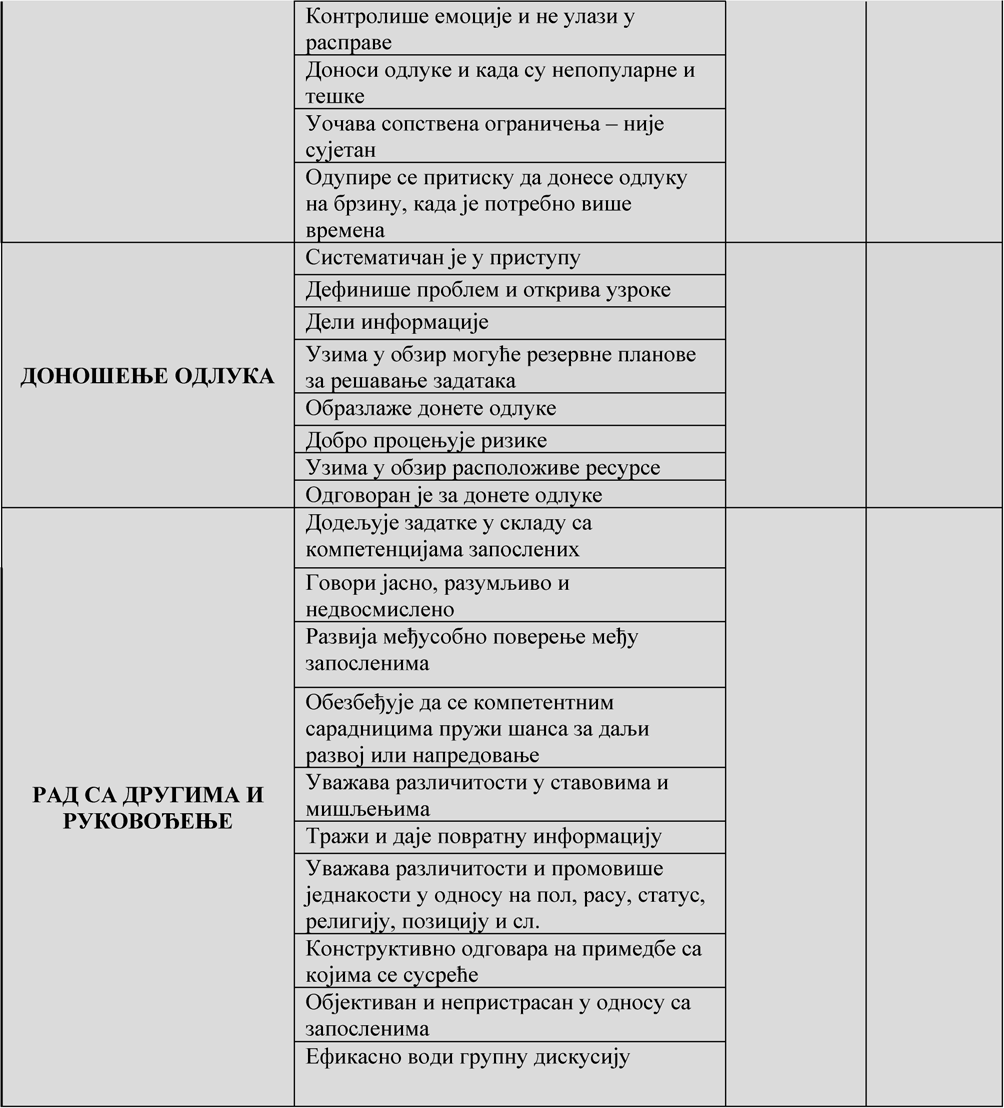 Контролише емоције и не улази у
расправе
Доноси одлуке и када су непопуларне и
тешке
Уочава сопствена ограничења – није
сујетан
Одупире се притиску да донесе одлуку
на брзину, када је потребно више
времена
ДОНОШЕЊЕ ОДЛУКА
Систематичан је у приступу
Дефинише проблем и открива узроке
Дели информације
Узима у обзир могуће резервне планове
за решавање задатака
Образлаже донете одлуке
Добро процењује ризике
Узима у обзир расположиве ресурсе
Одговоран је за донете одлуке
РАД СА ДРУГИМА И
РУКОВОЂЕЊЕ
Додељује задатке у складу са
компетенцијама запослених
Говори јасно, разумљиво и
недвосмислено
Развија међусобно поверење међу
запосленима
Обезбеђује да се компетентним
сарадницима пружи шанса за даљи
развој или напредовање
Уважава различитости у ставовима и
мишљењима
Тражи и даје повратну информацију
Уважава различитости и промовише
једнакости у односу на пол, расу, статус,
религију, позицију и сл.
Конструктивно одговара на примедбе са
којима се сусреће
Објективан и непристрасан у односу са
запосленима
Ефикасно води групну дискусију